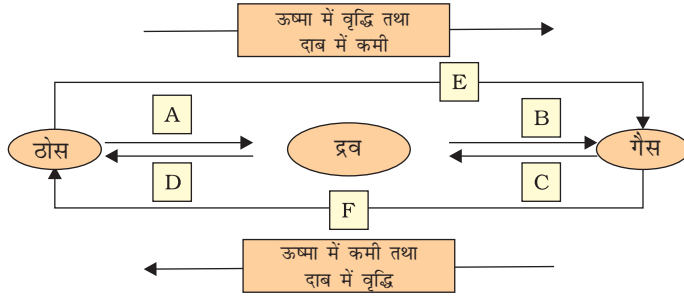 ऊष्मा में वृद्धि तथा
दाब में कमी
E
A
B
ठोस
द्रव
गैस
D
C
F
ऊष्मा में कमी तथा
दाब में वृद्धि